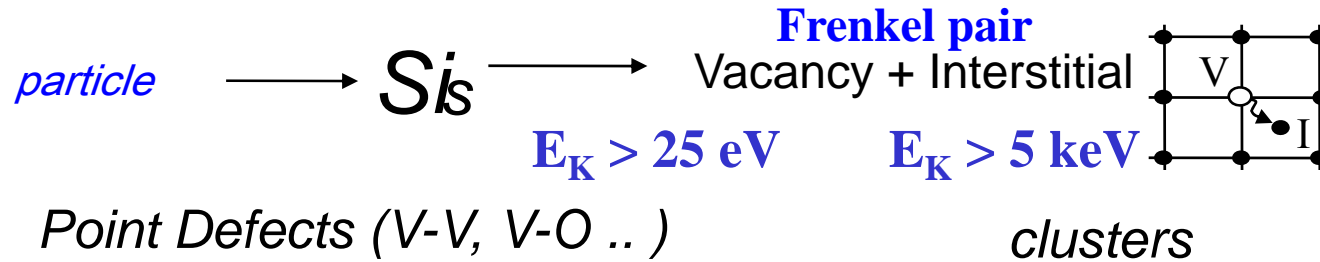 Frenkel pair
particle
Si_s
Vacancy + Interstitial
V
I
E_K > 25 eV
E_K > 5 keV
Point Defects (V-V, V-O .. )
clusters